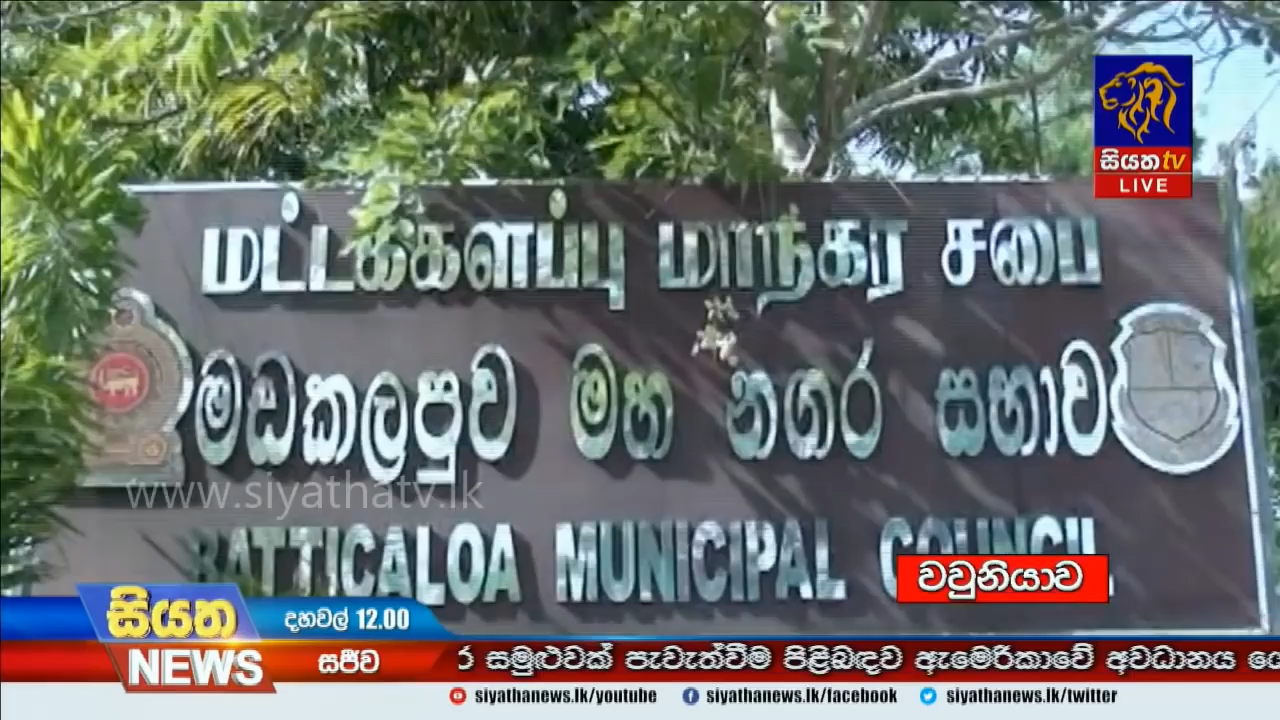 සියත tv
LIVE
மட்டக்களப்பு மாநகர சபை
මඩකලපුව මහ නගර සභාව
www.siyathatv.lk
BATTICALOA MUNICIPAL COUNCIL
වවුනියාව
සියත දහවල් 12.00
NEWS සජීව
ර සමුළුවක් පැවැත්වීම පිළිබඳව ඇමෙරිකාවේ අවධානය
siyathanews.lk/youtube siyathanews.lk/facebook siyathanews.lk/twitter